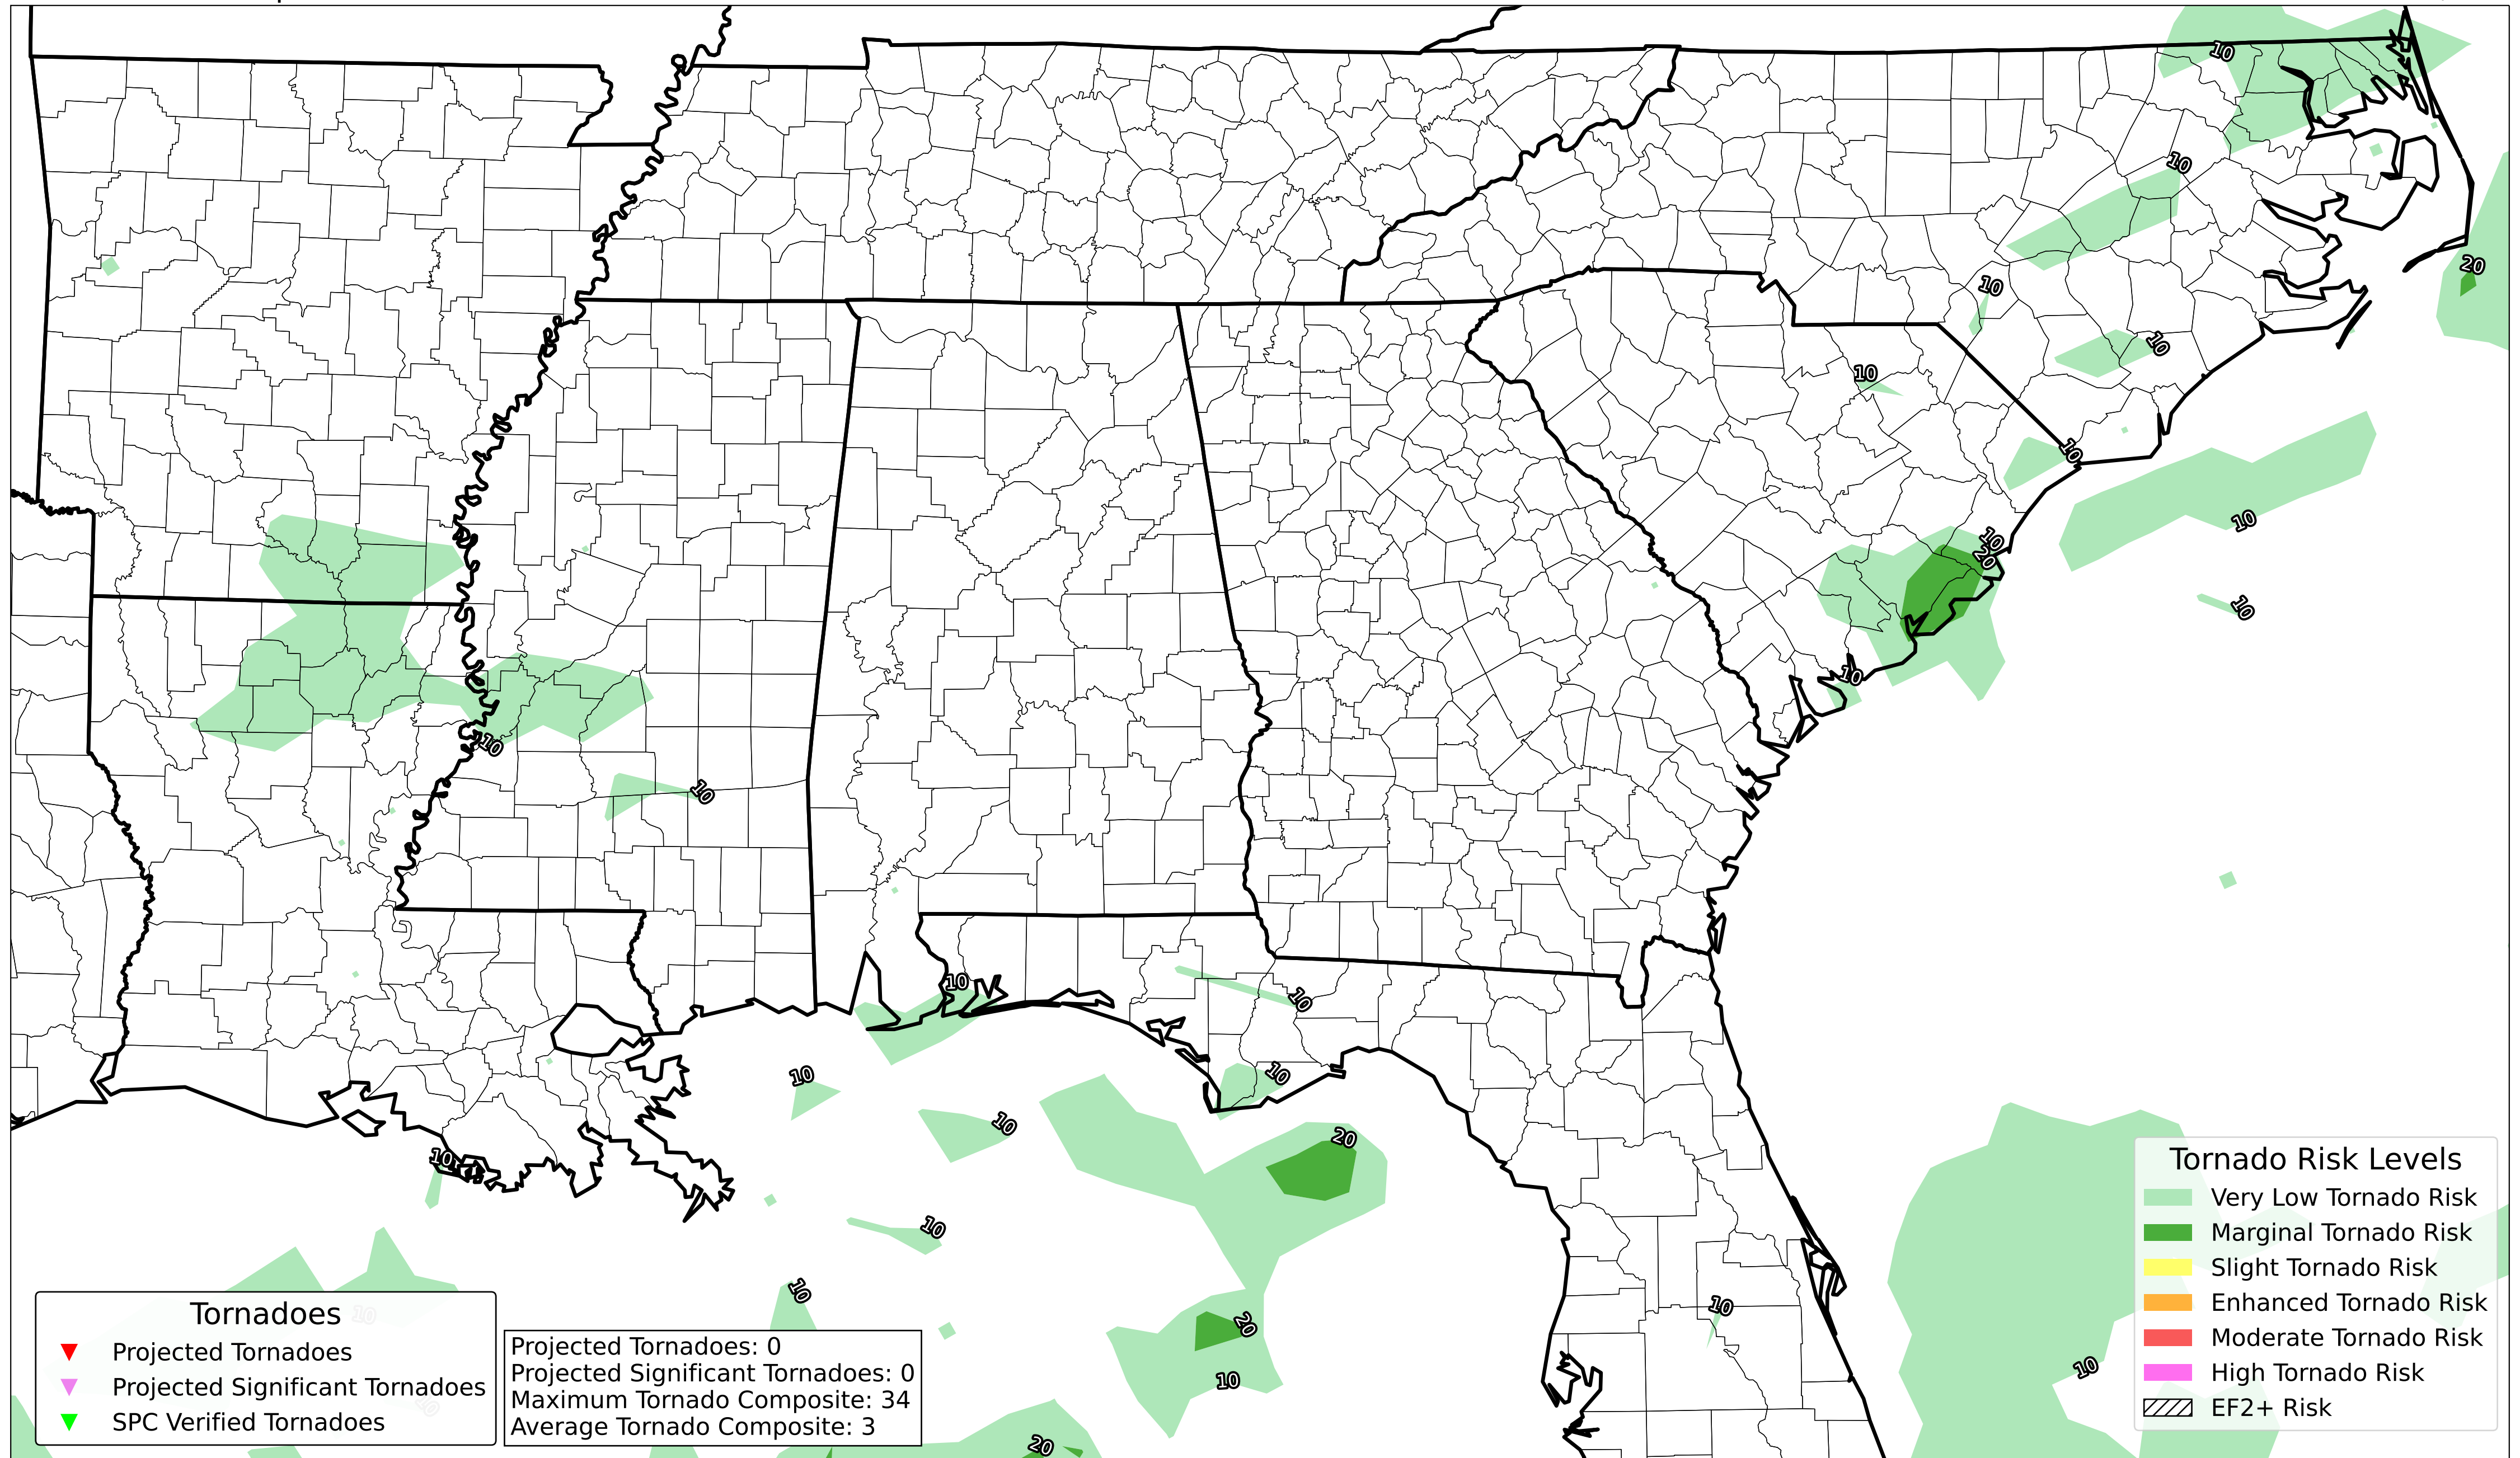 10
10
20
10
10
10
10
10
10
20
10
10
10
10
10
10
10
10
10
20
10
10
10
10
20
10
10
10
20
Tornado Risk Levels
Very Low Tornado Risk
Marginal Tornado Risk
Slight Tornado Risk
Enhanced Tornado Risk
Moderate Tornado Risk
High Tornado Risk
EF2+ Risk
Tornadoes
Projected Tornadoes
Projected Significant Tornadoes
SPC Verified Tornadoes
Projected Tornadoes: 0
Projected Significant Tornadoes: 0
Maximum Tornado Composite: 34
Average Tornado Composite: 3